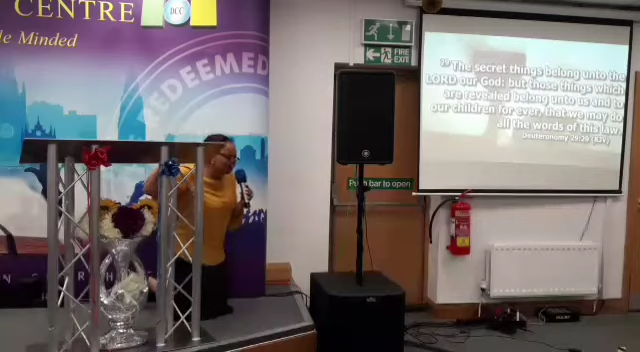 CENTRE
DCC
le Minded
REDEEMED
FIRE
EXIT
Push bar to open
29 The secret things belong unto the
LORD our God: but those things which
are revealed belong unto us and to
our children for ever, that we may do
all the words of this law.
Deuteronomy 29:29 (KJV)